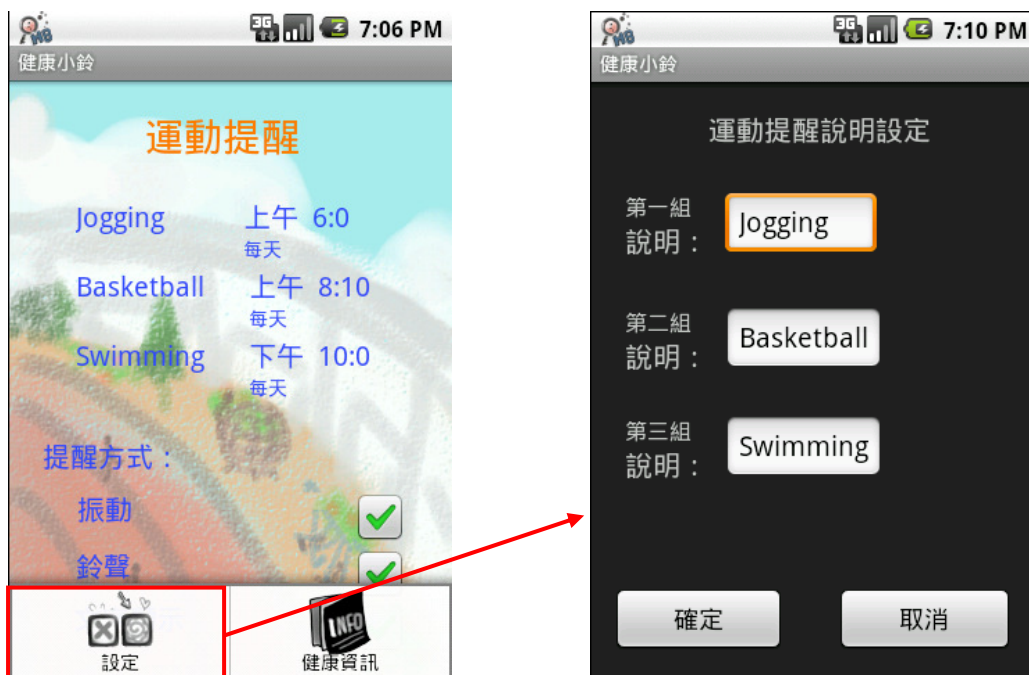 7:06 PM
健康小鈴
運動提醒
Jogging 上午 6:0
每天
Basketball 上午 8:10
每天
Swimming 下午 10:0
每天
提醒方式：
振動
鈴聲
設定
INFO
健康資訊
3G 7:10 PM
健康小鈴
運動提醒說明設定
第一組
說明： Jogging
第二組
說明： Basketball
第三組
說明： Swimming
確定 取消